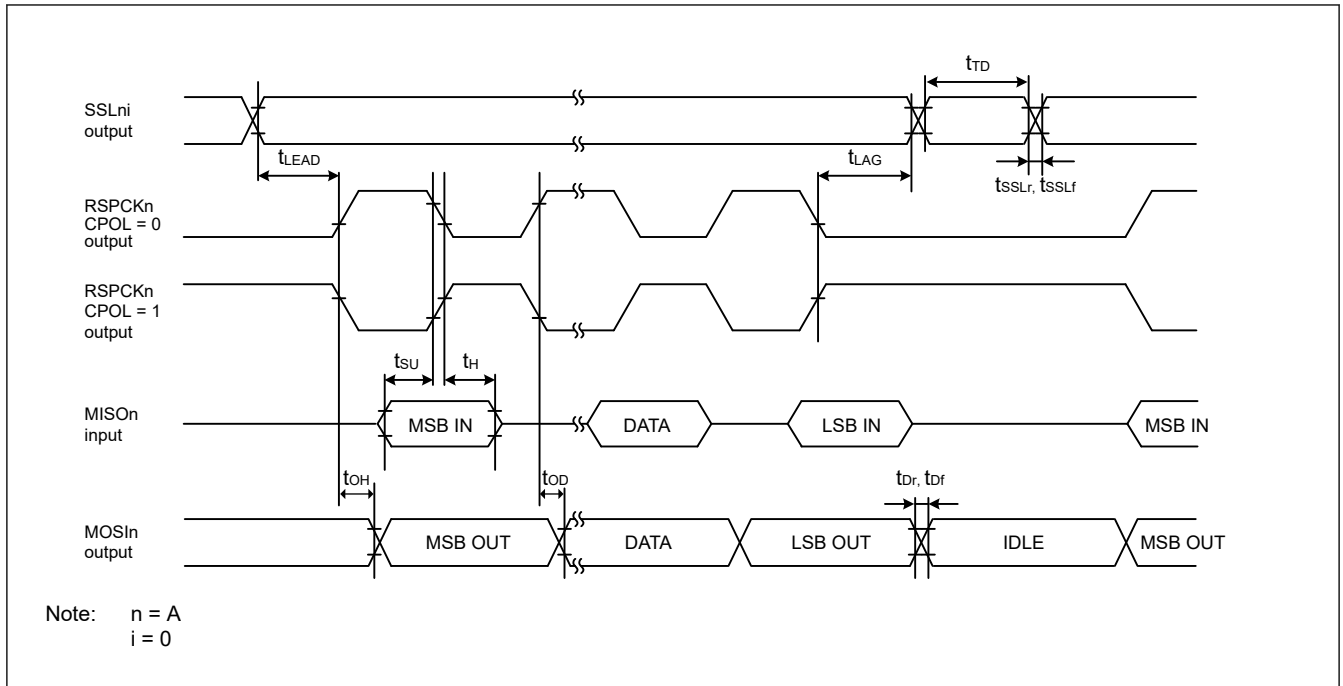 tTD
SSLni
output
tLEAD
tLAG
tSSLr, tSSLf
RSPCKn
CPOL = 0
output
RSPCKn
CPOL = 1
output
tSU
tH
MISOn
input
MSB IN
DATA
LSB IN
MSB IN
tOH
tOD
tDr, tDf
MOSIn
output
MSB OUT
DATA
LSB OUT
IDLE
MSB OUT
Note: n = A
i = 0